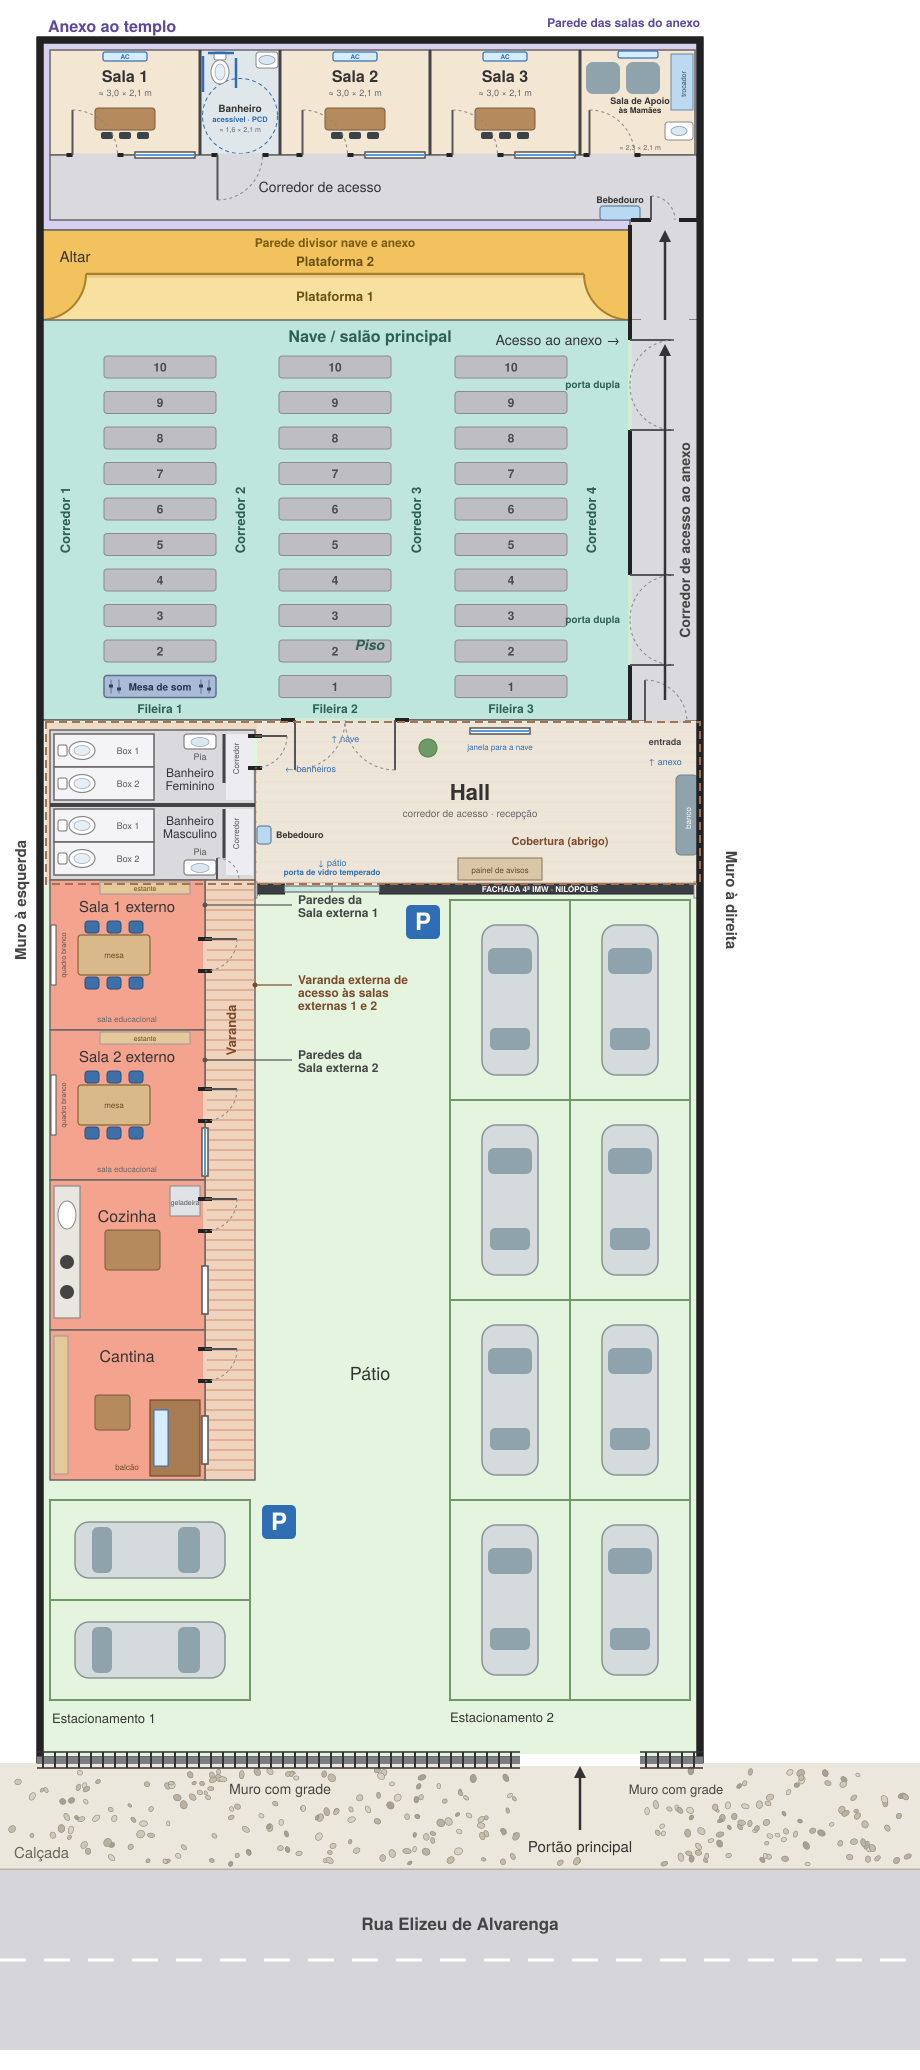 Anexo ao templo
Parede das salas do anexo
AC
AC
AC
Sala 1
≈ 3,0 × 2,1 m
Banheiro
acessível · PCD
≈ 1,6 × 2,1 m
Sala 2
≈ 3,0 × 2,1 m
Sala 3
≈ 3,0 × 2,1 m
Sala de Apoio
às Mamães
≈ 2,3 × 2,1 m
trocador
Corredor de acesso
Bebedouro
Altar
Parede divisor nave e anexo
Plataforma 2
Plataforma 1
Nave / salão principal
Acesso ao anexo →
10
10
10
porta dupla
9
9
9
8
8
8
7
7
7
6
6
6
5
5
5
4
4
4
3
3
3
porta dupla
2
2
2
Piso
Mesa de som
1
1
Corredor 1
Corredor 2
Corredor 3
Corredor 4
Corredor de acesso ao anexo
Fileira 1
Fileira 2
Fileira 3
Box 1
Box 2
Pia
Banheiro
Feminino
Corredor
Box 1
Box 2
Banheiro
Masculino
Pia
Corredor
↑ nave
← banheiros
janela para a nave
entrada
↑ anexo
Hall
corredor de acesso · recepção
banco
Bebedouro
Cobertura (abrigo)
↓ pátio
porta de vidro temperado
painel de avisos
FACHADA 4ª IMW · NILÓPOLIS
Muro à esquerda
Muro à direita
estante
Sala 1 externo
quadro branco
mesa
sala educacional
Paredes da
Sala externa 1
P
Varanda externa de
acesso às salas
externas 1 e 2
Varanda
Paredes da
Sala externa 2
estante
Sala 2 externo
quadro branco
mesa
sala educacional
geladeira
Cozinha
Cantina
balcão
Pátio
P
Estacionamento 1
Estacionamento 2
Muro com grade
Muro com grade
Portão principal
Calçada
Rua Elizeu de Alvarenga